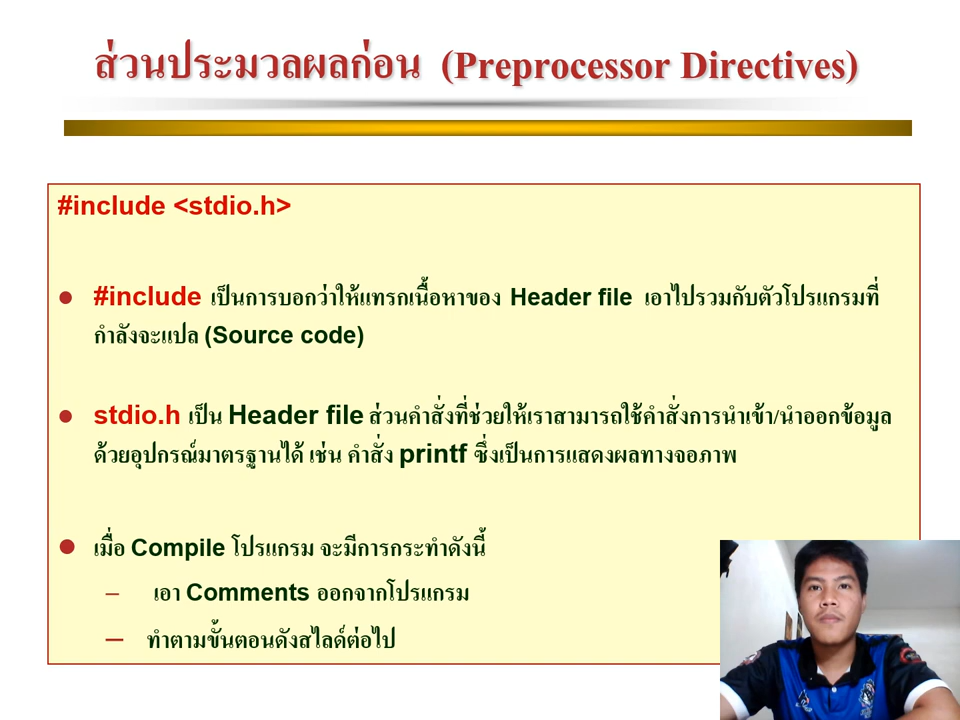 ส่วนประมวลผลก่อน (Preprocessor Directives)
#include <stdio.h>
● #include เป็นการบอกว่าให้แทรกเนื้อหาของ Header file เอาไปรวมกับตัวโปรแกรมที่
กำลังจะแปล (Source code)
● stdio.h เป็น Header file ส่วนคำสั่งที่ช่วยให้เราสามารถใช้คำสั่งการนำเข้า/นำออกข้อมูล
ด้วยอุปกรณ์มาตรฐานได้ เช่น คำสั่ง printf ซึ่งเป็นการแสดงผลทางจอภาพ
● เมื่อ Compile โปรแกรม จะมีการกระทำดังนี้
– เอา Comments ออกจากโปรแกรม
– ทำตามขั้นตอนดังสไลด์ต่อไป